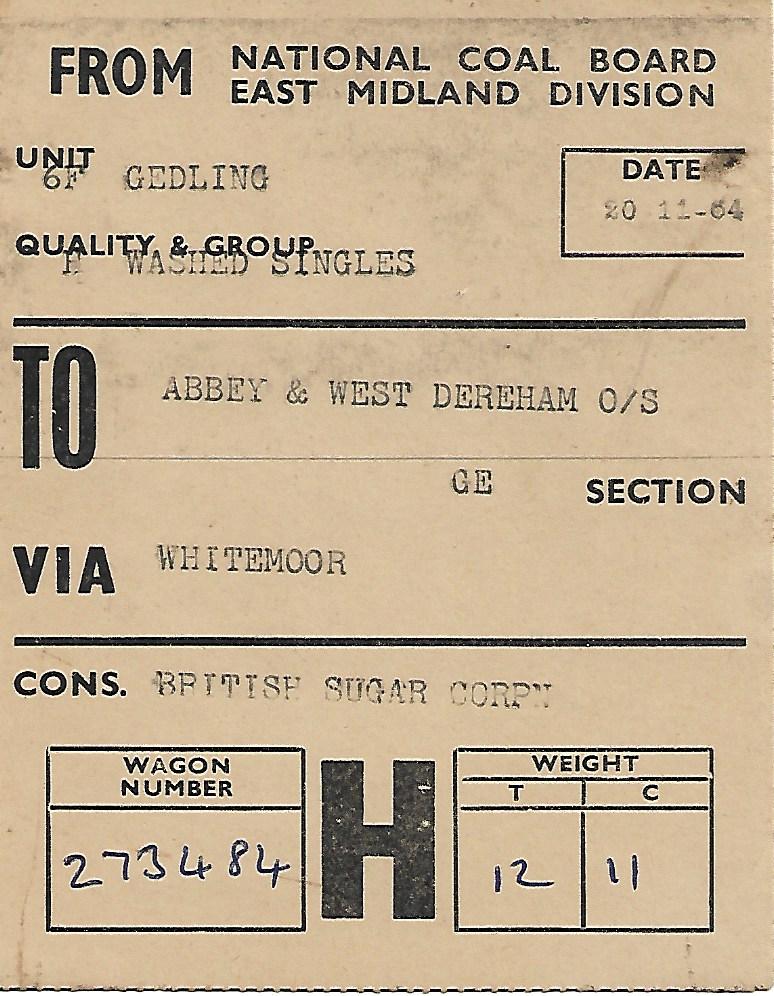 FROM NATIONAL COAL BOARD
EAST MIDLAND DIVISION
UNIT 6F GEDLING
DATE
20 11-64
QUALITY & GROUP
H WASHED SINGLES
TO ABBEY & WEST DEREHAM O/S
GE SECTION
VIA WHITEMOOR
CONS. BRITISH SUGAR CORPN
WAGON
NUMBER
273484
H
WEIGHT
T C
12 11